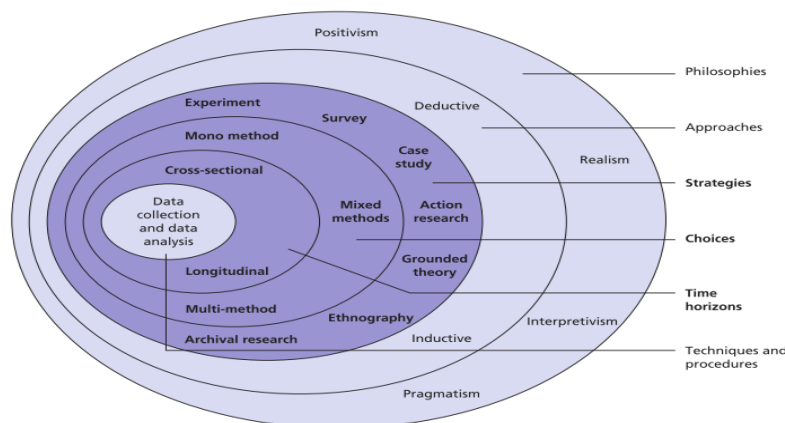 Positivism
Philosophies
Experiment
Deductive
Survey
Approaches
Mono method
Case
study
Realism
Cross-sectional
Strategies
Data
collection
and data
analysis
Mixed
methods
Action
research
Choices
Grounded
theory
Longitudinal
Time
horizons
Multi-method
Ethnography
Interpretivism
Archival research
Inductive
Techniques and
procedures
Pragmatism